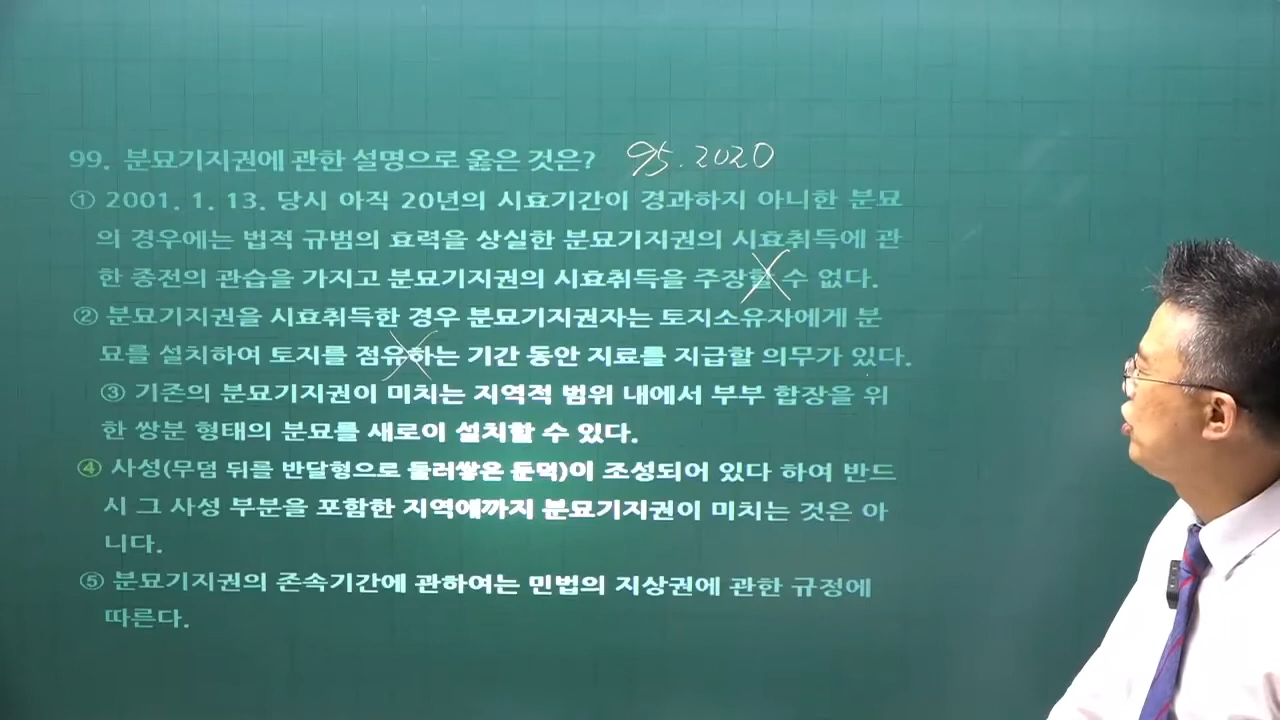 99. 분묘기지권에 관한 설명으로 옳은 것은? 95. 2020
① 2001. 1. 13. 당시 아직 20년의 시효기간이 경과하지 아니한 분묘
의 경우에는 법적 규범의 효력을 상실한 분묘기지권의 시효취득에 관
한 종전의 관습을 가지고 분묘기지권의 시효취득을 주장할 수 없다.
② 분묘기지권을 시효취득한 경우 분묘기지권자는 토지소유자에게 분
묘를 설치하여 토지를 점유하는 기간 동안 지료를 지급할 의무가 있다.
③ 기존의 분묘기지권이 미치는 지역적 범위 내에서 부부 합장을 위
한 쌍분 형태의 분묘를 새로이 설치할 수 있다.
④ 사성(무덤 뒤를 반달형으로 둘러쌓은 둔덕)이 조성되어 있다 하여 반드
시 그 사성 부분을 포함한 지역에까지 분묘기지권이 미치는 것은 아
니다.
⑤ 분묘기지권의 존속기간에 관하여는 민법의 지상권에 관한 규정에
따른다.